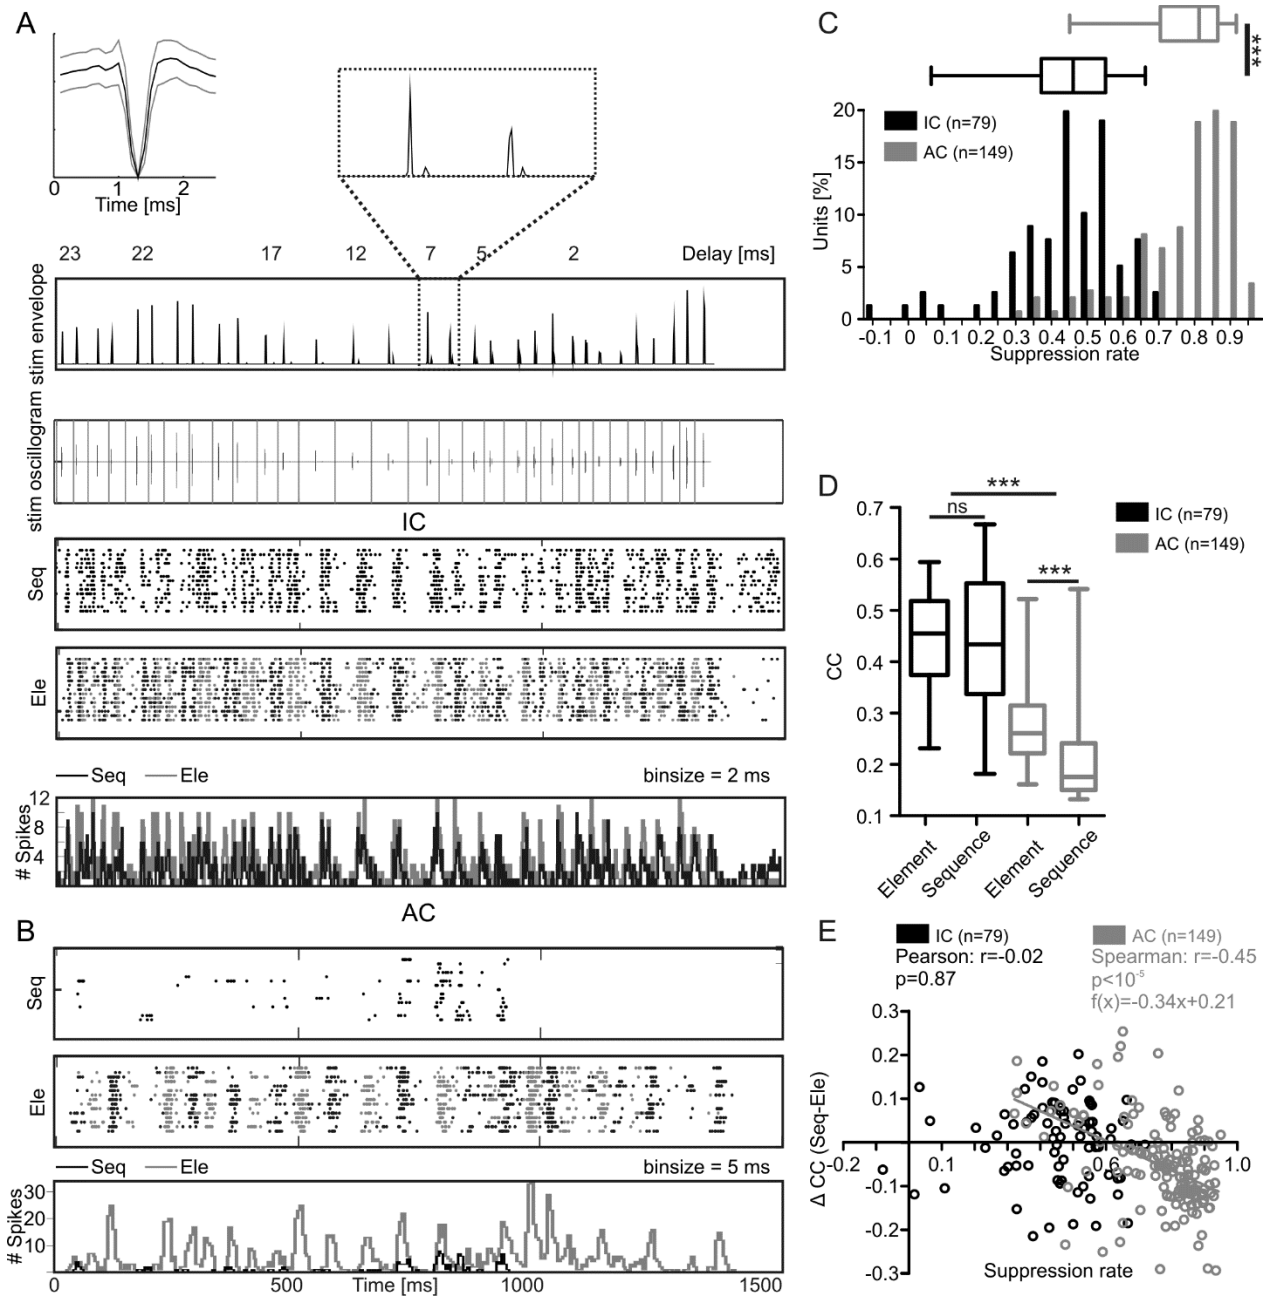 A
0 1 2
Time [ms]
23 22 17 12 7 5 2 Delay [ms]
stim envelope
stim oscillogram
IC
Seq
Ele
Seq Ele binsize = 2 ms
12
8
4
# Spikes
AC
B
Seq
Ele
Seq Ele binsize = 5 ms
30
20
10
# Spikes
0 500 Time [ms] 1000 1500
C
***
20
15
10
5
0
Units [%]
IC (n=79)
AC (n=149)
-0.1 0 0.1 0.2 0.3 0.4 0.5 0.6 0.7 0.8 0.9
Suppression rate
D
***
ns
***
IC (n=79)
AC (n=149)
0.7
0.6
0.5
0.4
0.3
0.2
0.1
CC
Element Sequence Element Sequence
E
IC (n=79)
Pearson: r=-0.02
p=0.87
AC (n=149)
Spearman: r=-0.45
p<10⁻⁵
f(x)=-0.34x+0.21
0.3
0.2
0.1
-0.2 0.1 0.6 1.0
-0.1
-0.2
-0.3
Δ CC (Seq-Ele)
Suppression rate